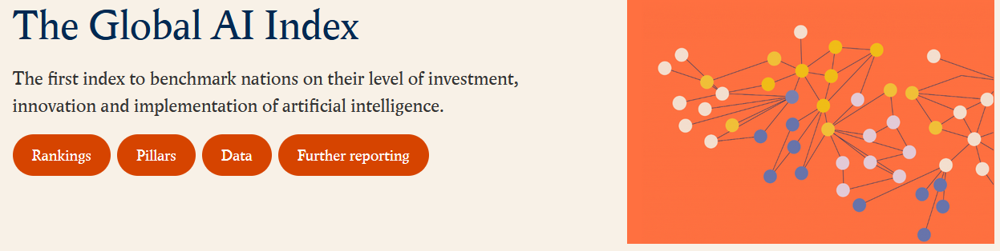 The Global AI Index
The first index to benchmark nations on their level of investment,
innovation and implementation of artificial intelligence.
Rankings
Pillars
Data
Further reporting